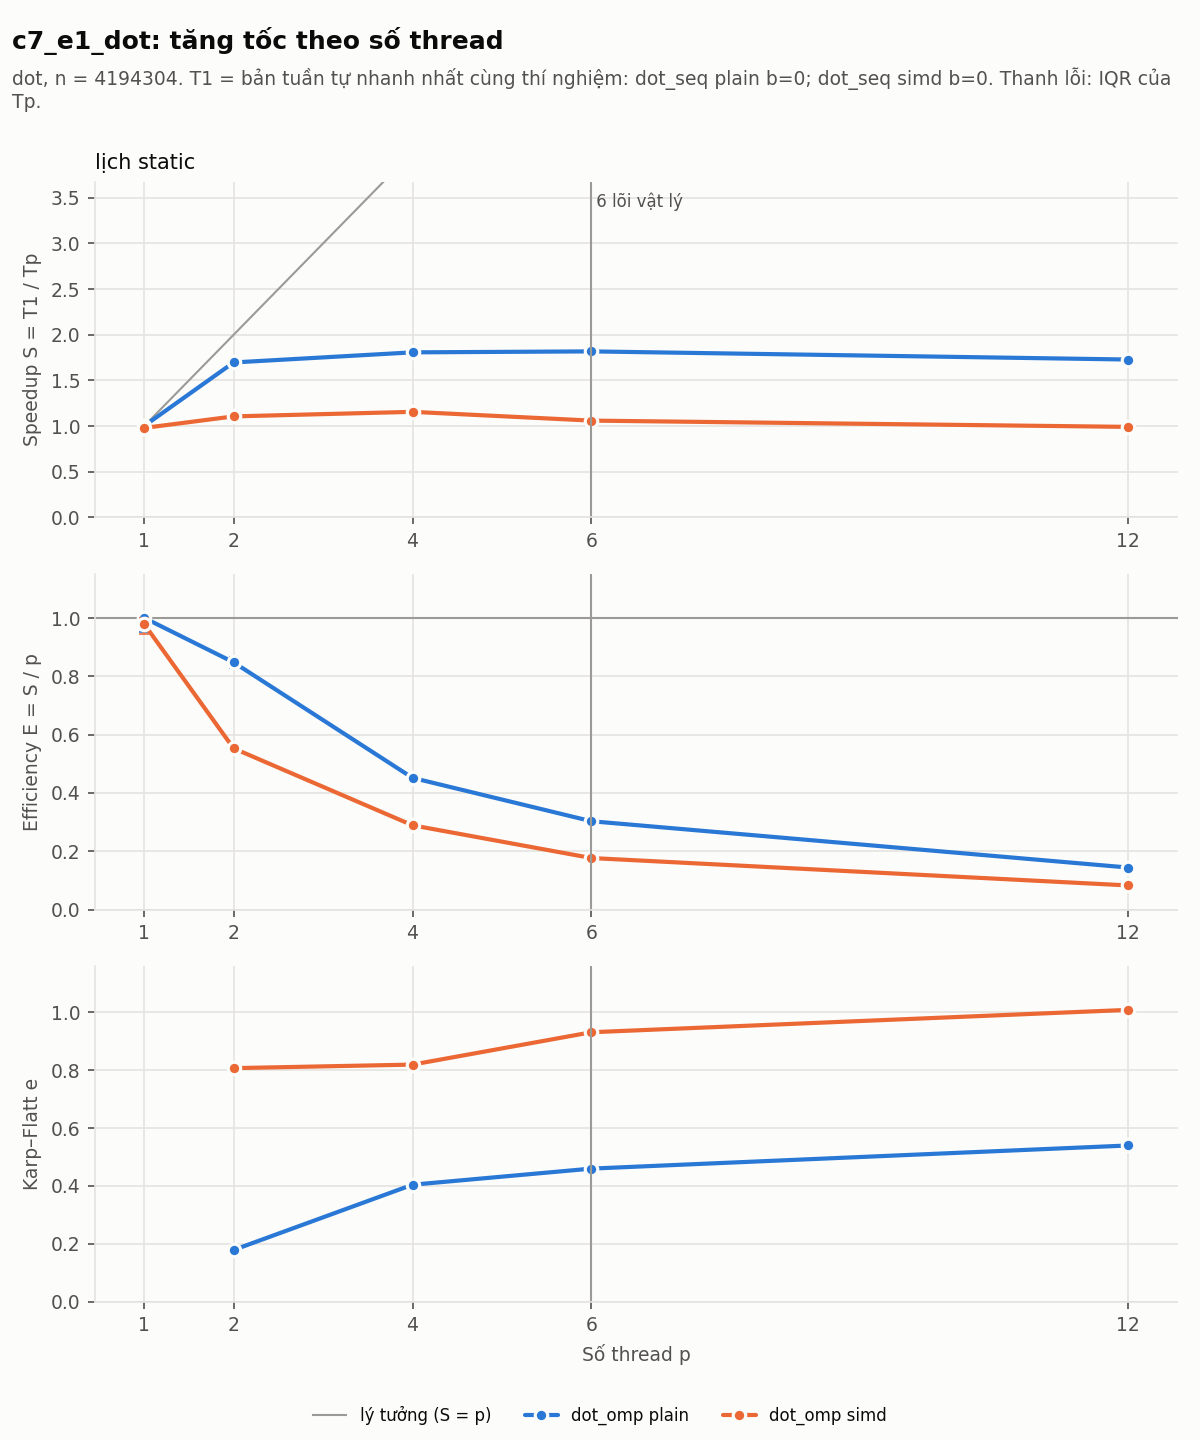 c7_e1_dot: tăng tốc theo số thread
dot, n = 4194304. T1 = bản tuần tự nhanh nhất cùng thí nghiệm: dot_seq plain b=0; dot_seq simd b=0. Thanh lỗi: IQR của
Tp.
lịch static
Speedup S = T1 / Tp
3.5
3.0
2.5
2.0
1.5
1.0
0.5
0.0
6 lõi vật lý
1 2 4 6 12
Efficiency E = S / p
1.0
0.8
0.6
0.4
0.2
0.0
1 2 4 6 12
Karp–Flatt e
1.0
0.8
0.6
0.4
0.2
0.0
1 2 4 6 12
Số thread p
lý tưởng (S = p) dot_omp plain dot_omp simd